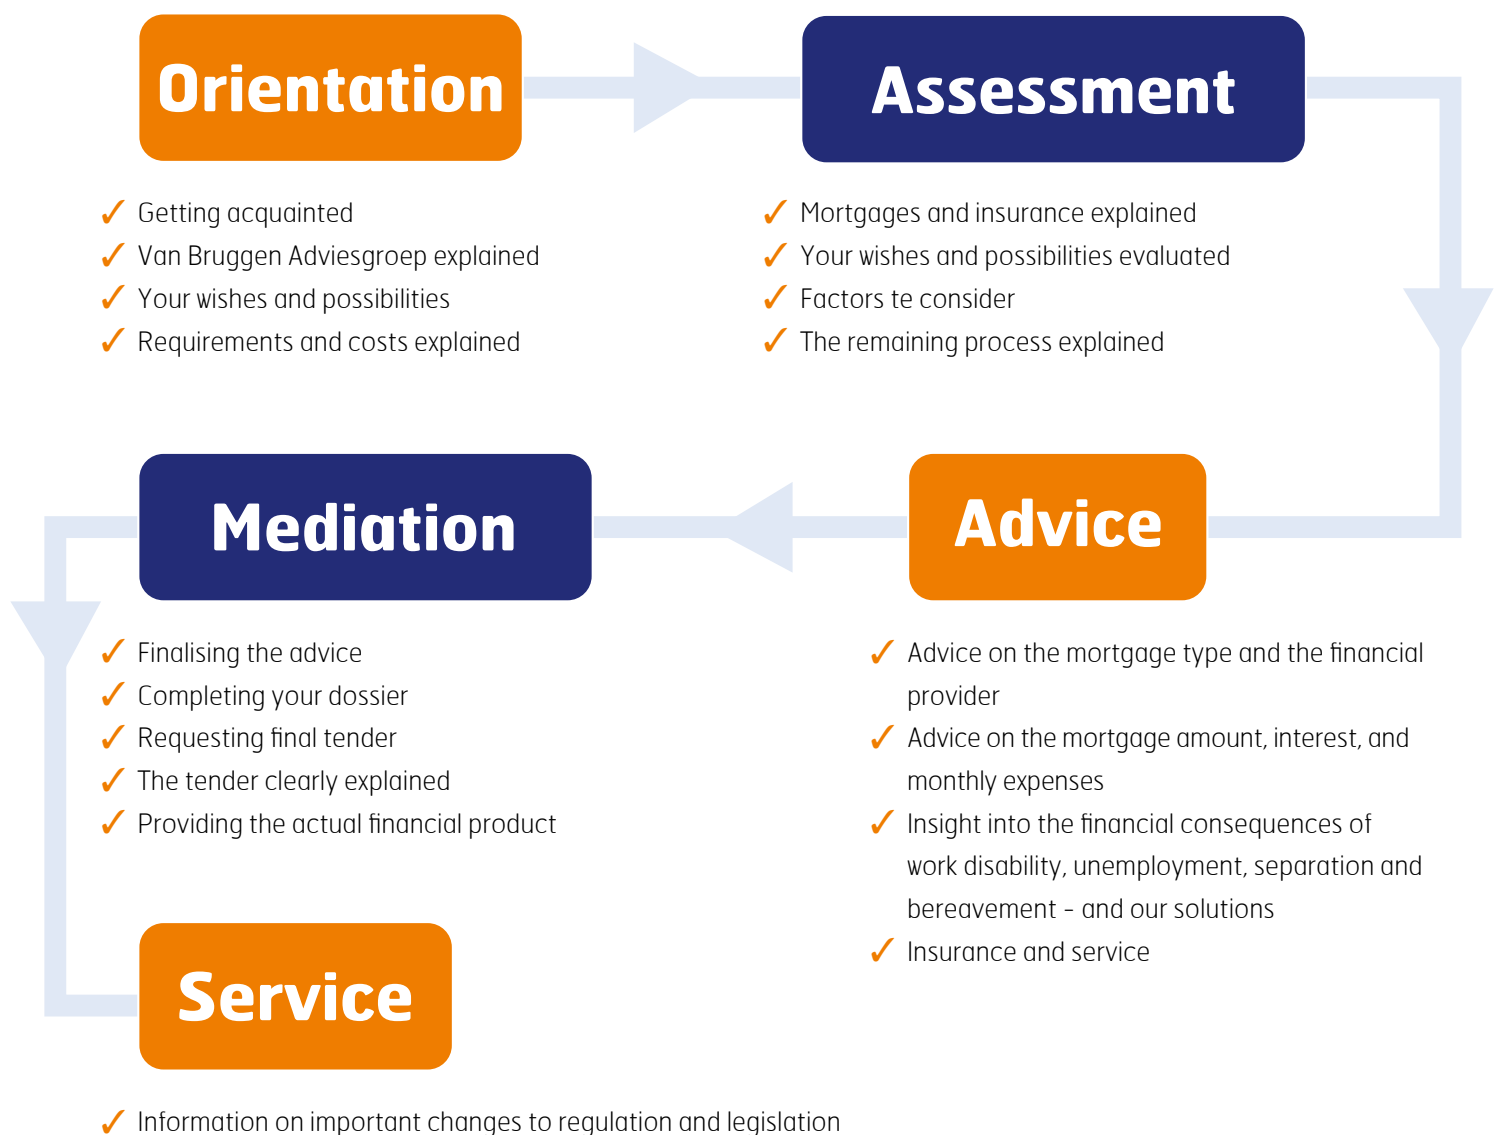 Orientation
Getting acquainted
Van Bruggen Adviesgroep explained
Your wishes and possibilities
Requirements and costs explained
Assessment
Mortgages and insurance explained
Your wishes and possibilities evaluated
Factors te consider
The remaining process explained
Advice
Advice on the mortgage type and the financial
provider
Advice on the mortgage amount, interest, and
monthly expenses
Insight into the financial consequences of
work disability, unemployment, separation and
bereavement – and our solutions
Insurance and service
Mediation
Finalising the advice
Completing your dossier
Requesting final tender
The tender clearly explained
Providing the actual financial product
Service
Information on important changes to regulation and legislation